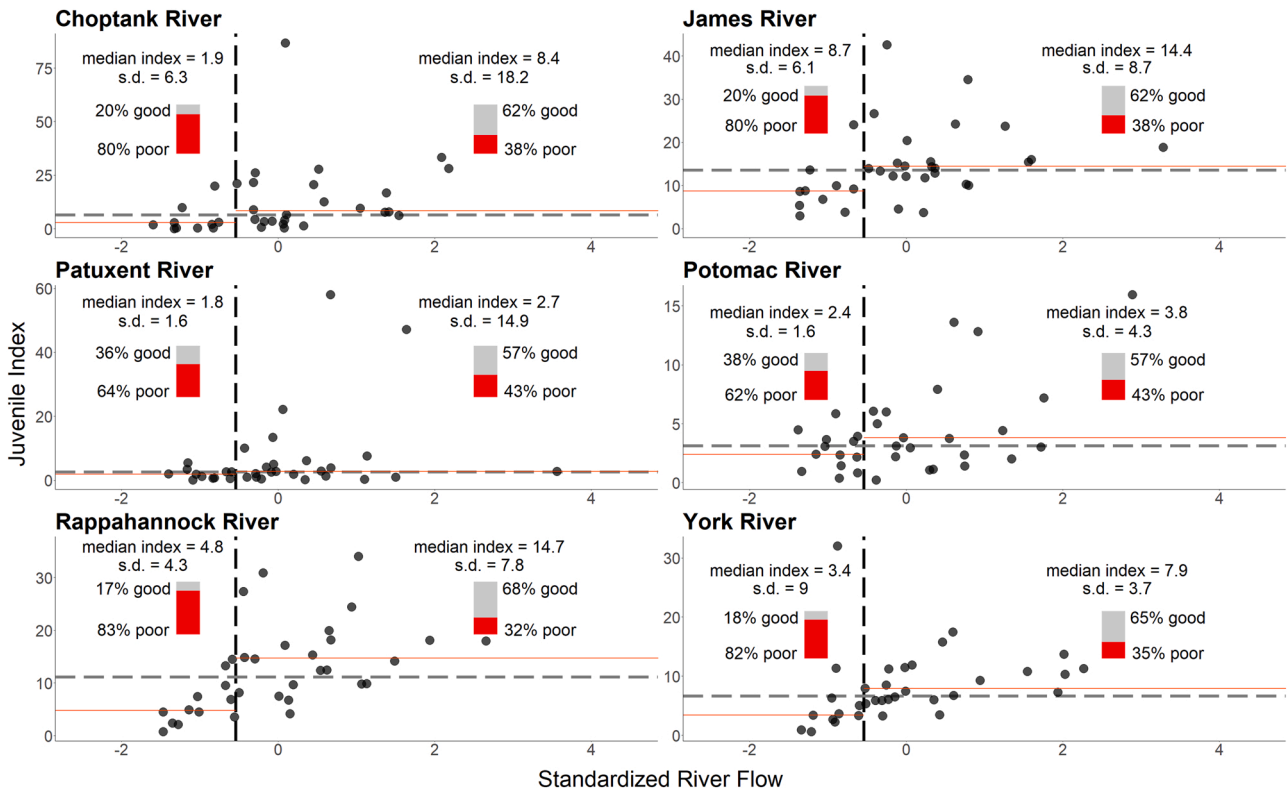 Choptank River
median index = 1.9
s.d. = 6.3
20% good
80% poor
median index = 8.4
s.d. = 18.2
62% good
38% poor
75
50
25
0
-2
0
2
4
James River
median index = 8.7
s.d. = 6.1
20% good
80% poor
median index = 14.4
s.d. = 8.7
62% good
38% poor
40
30
20
10
0
-2
0
2
4
Patuxent River
median index = 1.8
s.d. = 1.6
36% good
64% poor
median index = 2.7
s.d. = 14.9
57% good
43% poor
60
40
20
0
-2
0
2
4
Potomac River
median index = 2.4
s.d. = 1.6
38% good
62% poor
median index = 3.8
s.d. = 4.3
57% good
43% poor
15
10
5
0
-2
0
2
4
Rappahannock River
median index = 4.8
s.d. = 4.3
17% good
83% poor
median index = 14.7
s.d. = 7.8
68% good
32% poor
30
20
10
0
-2
0
2
4
York River
median index = 3.4
s.d. = 9
18% good
82% poor
median index = 7.9
s.d. = 3.7
65% good
35% poor
30
20
10
0
-2
0
2
4
Juvenile Index
Standardized River Flow